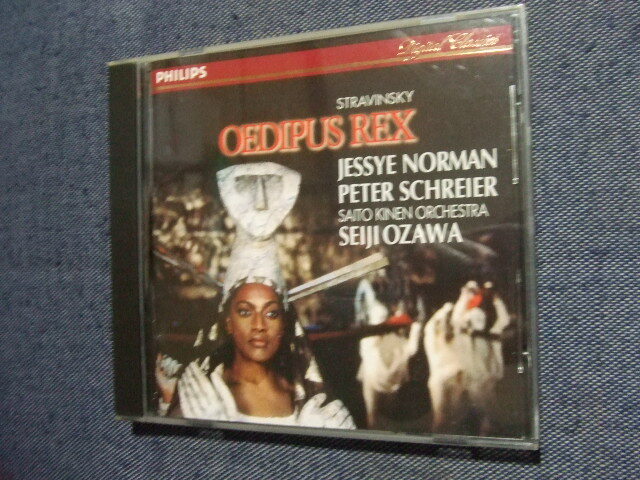 Digital Classics
PHILIPS
STRAVINSKY
OEDIPUS REX
JESSYE NORMAN
PETER SCHREIER
SAITO KINEN ORCHESTRA
SEIJI OZAWA